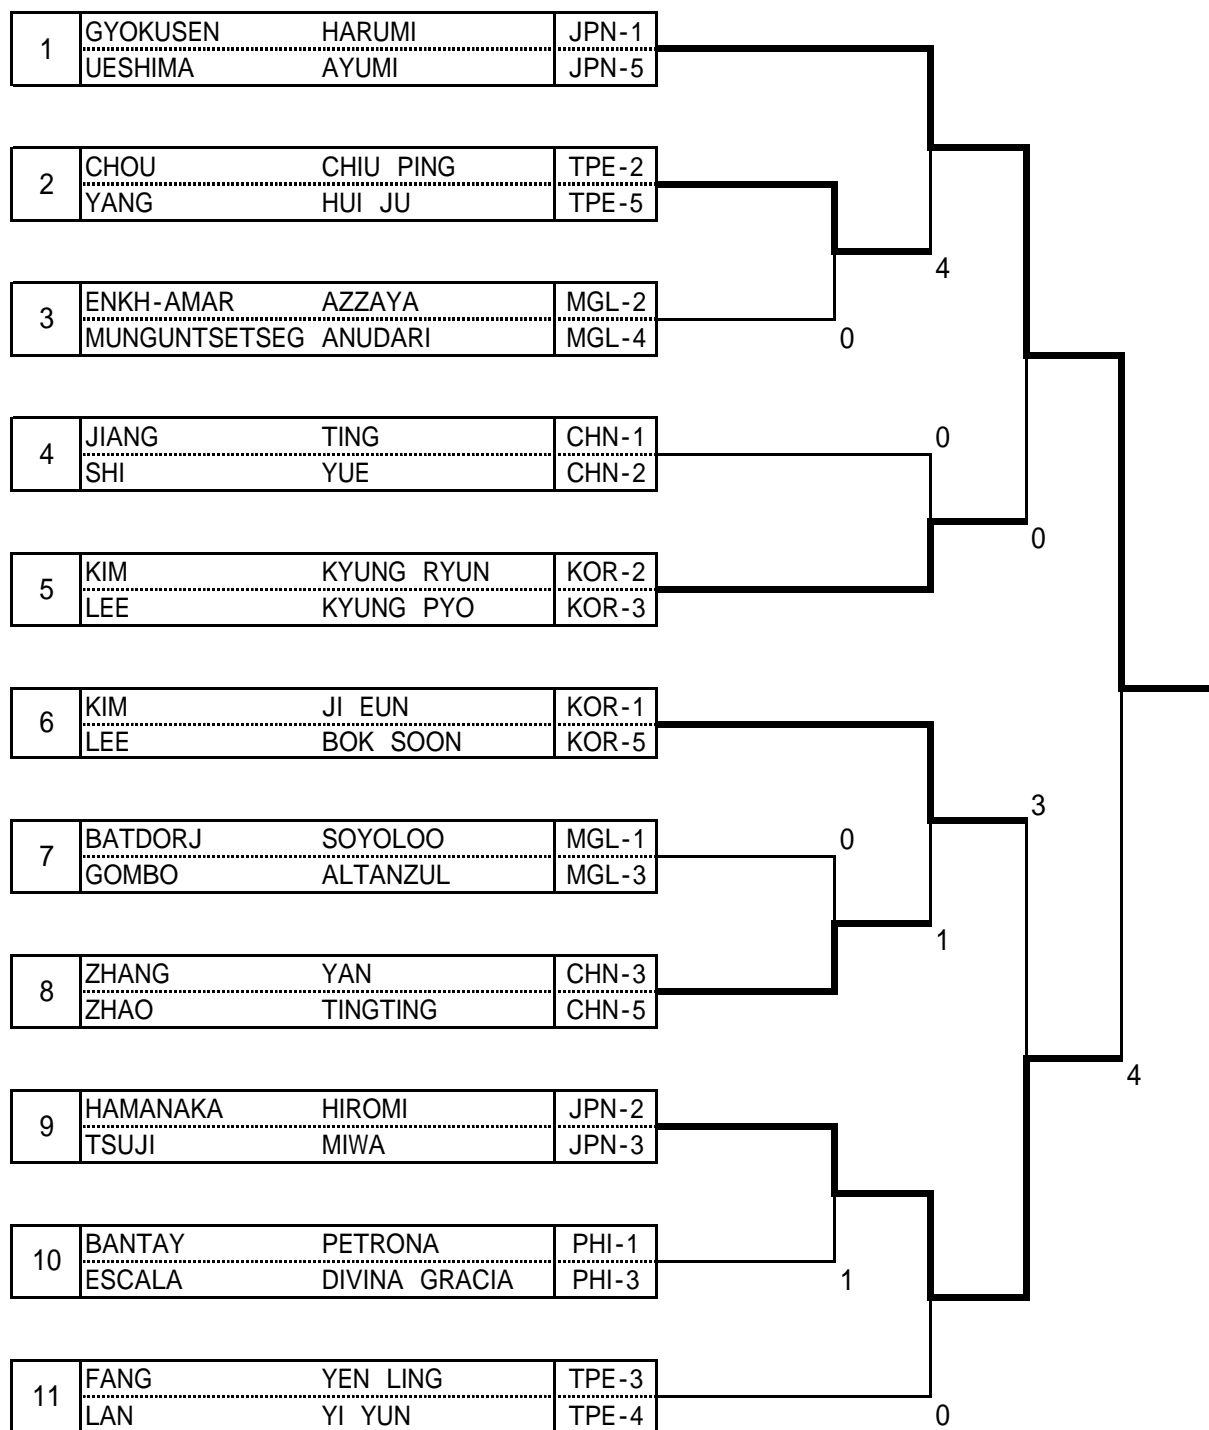 1 GYOKUSEN HARUMI JPN-1
UESHIMA AYUMI JPN-5
2 CHOU CHIU PING TPE-2
YANG HUI JU TPE-5
4
3 ENKH-AMAR AZZAYA MGL-2
MUNGUNTSETSEG ANUDARI MGL-4
0
4 JIANG TING CHN-1
SHI YUE CHN-2
0
0
5 KIM KYUNG RYUN KOR-2
LEE KYUNG PYO KOR-3
6 KIM JI EUN KOR-1
LEE BOK SOON KOR-5
3
7 BATDORJ SOYOLOO MGL-1
GOMBO ALTANZUL MGL-3
0
1
8 ZHANG YAN CHN-3
ZHAO TINGTING CHN-5
4
9 HAMANAKA HIROMI JPN-2
TSUJI MIWA JPN-3
10 BANTAY PETRONA PHI-1
ESCALA DIVINA GRACIA PHI-3
1
11 FANG YEN LING TPE-3
LAN YI YUN TPE-4
0